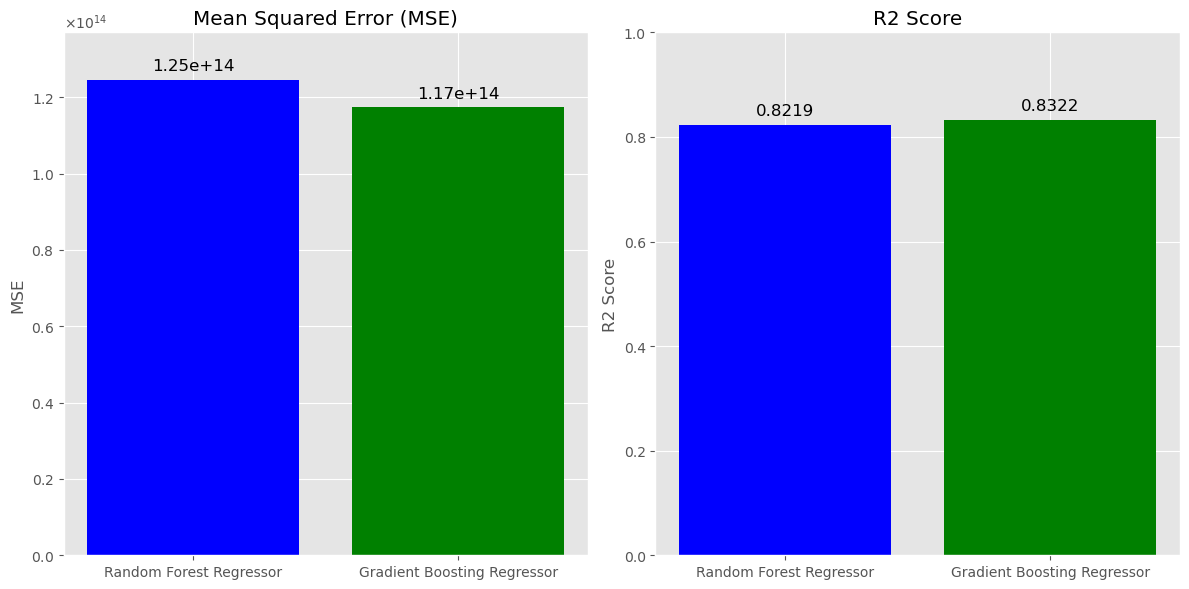 Mean Squared Error (MSE)
×10¹⁴
1.25e+14
1.17e+14
1.2
1.0
0.8
0.6
0.4
0.2
0.0
MSE
Random Forest Regressor
Gradient Boosting Regressor
R2 Score
1.0
0.8219
0.8322
0.8
0.6
0.4
0.2
0.0
R2 Score
Random Forest Regressor
Gradient Boosting Regressor